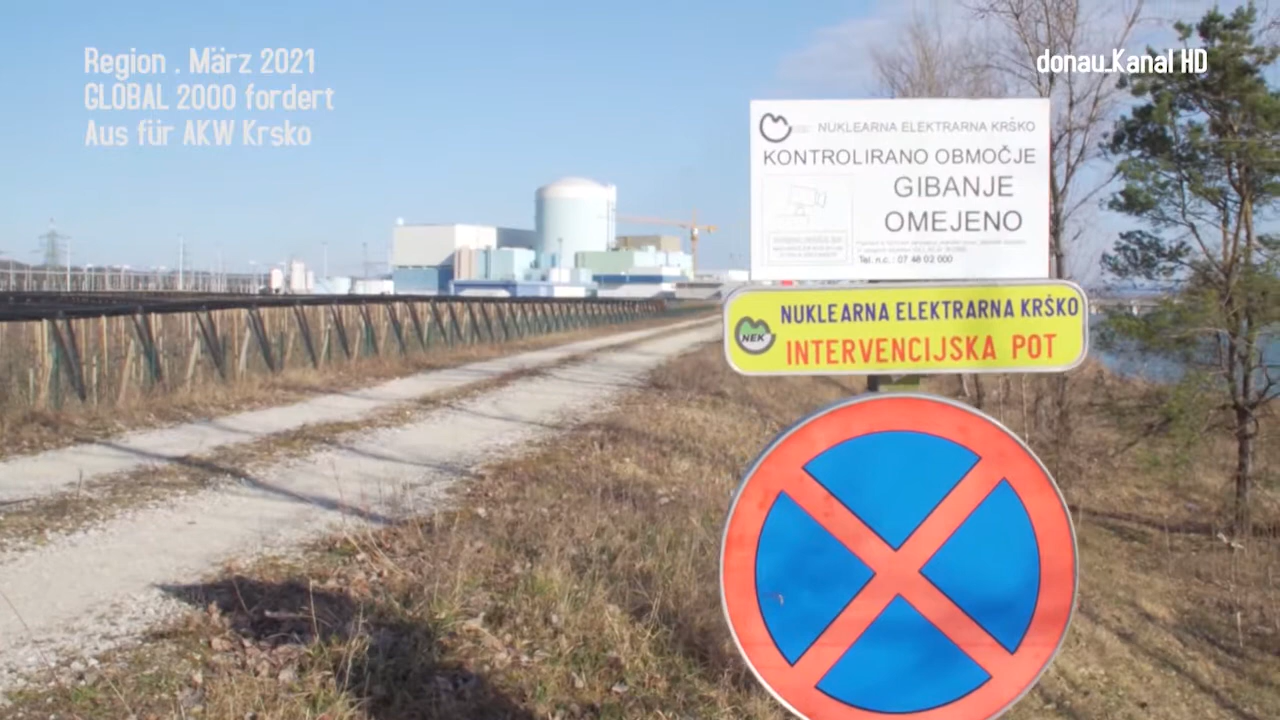 Region . März 2021
GLOBAL 2000 fordert
Aus für AKW Krsko
donau_Kanal HD
NUKLEARNA ELEKTRARNA KRŠKO
KONTROLIRANO OBMOČJE
GIBANJE
OMEJENO
Tel. n.c.: 07 48 02 000
NUKLEARNA ELEKTRARNA KRŠKO
NEK
INTERVENCIJSKA POT